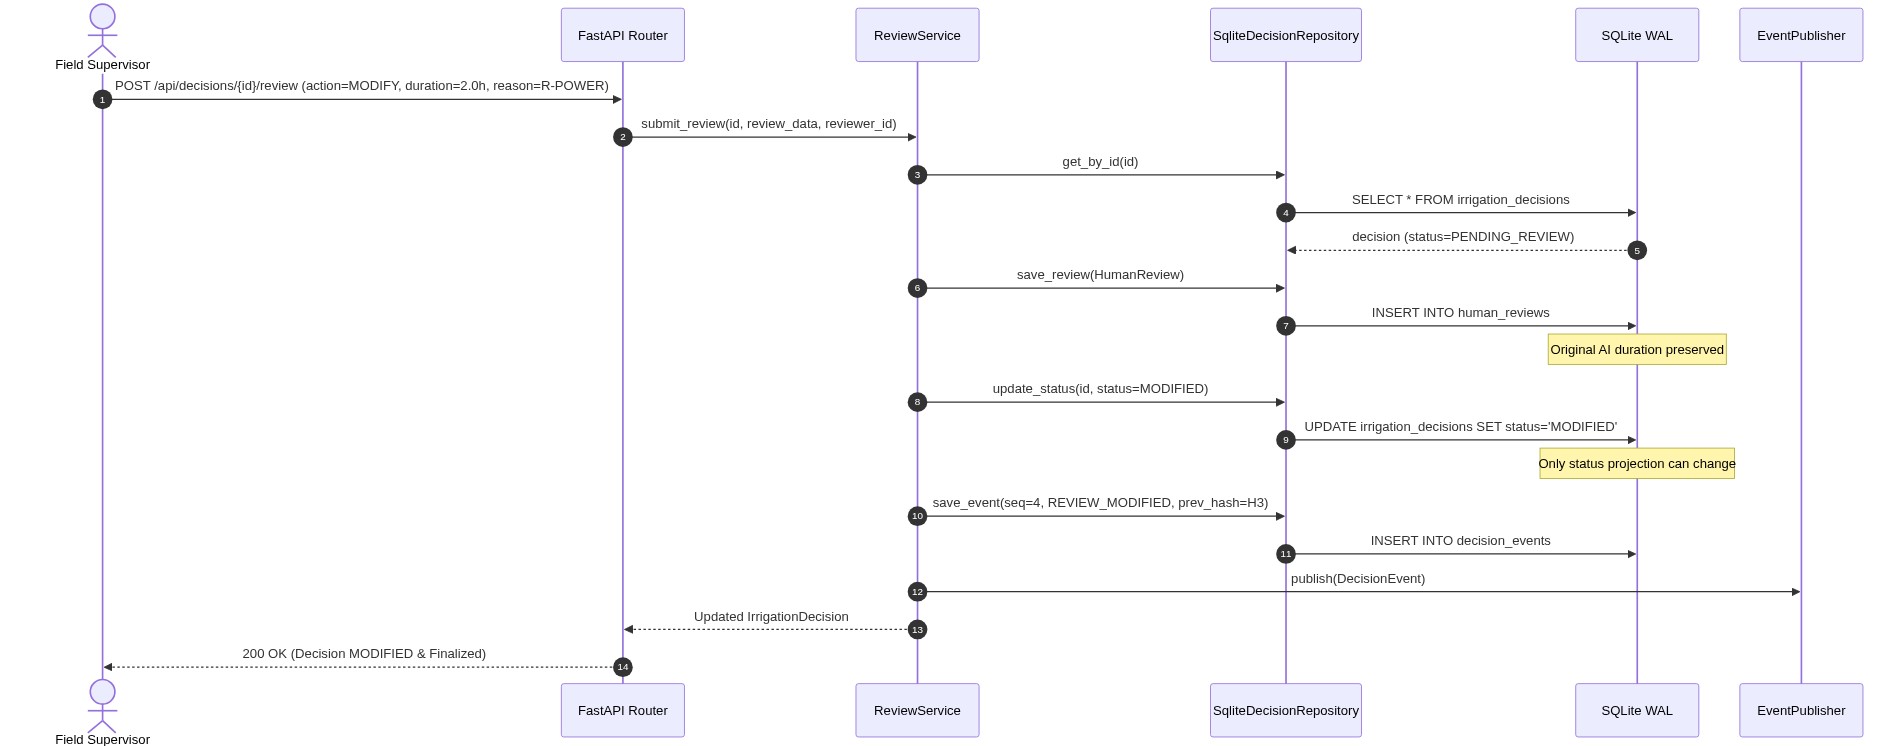 Field Supervisor
FastAPI Router
ReviewService
SqliteDecisionRepository
SQLite WAL
EventPublisher
POST /api/decisions/{id}/review (action=MODIFY, duration=2.0h, reason=R-POWER)
1
submit_review(id, review_data, reviewer_id)
2
get_by_id(id)
3
SELECT * FROM irrigation_decisions
4
decision (status=PENDING_REVIEW)
5
save_review(HumanReview)
6
INSERT INTO human_reviews
7
Original AI duration preserved
update_status(id, status=MODIFIED)
8
UPDATE irrigation_decisions SET status='MODIFIED'
9
Only status projection can change
save_event(seq=4, REVIEW_MODIFIED, prev_hash=H3)
10
INSERT INTO decision_events
11
publish(DecisionEvent)
12
Updated IrrigationDecision
13
200 OK (Decision MODIFIED & Finalized)
14
Field Supervisor
FastAPI Router
ReviewService
SqliteDecisionRepository
SQLite WAL
EventPublisher